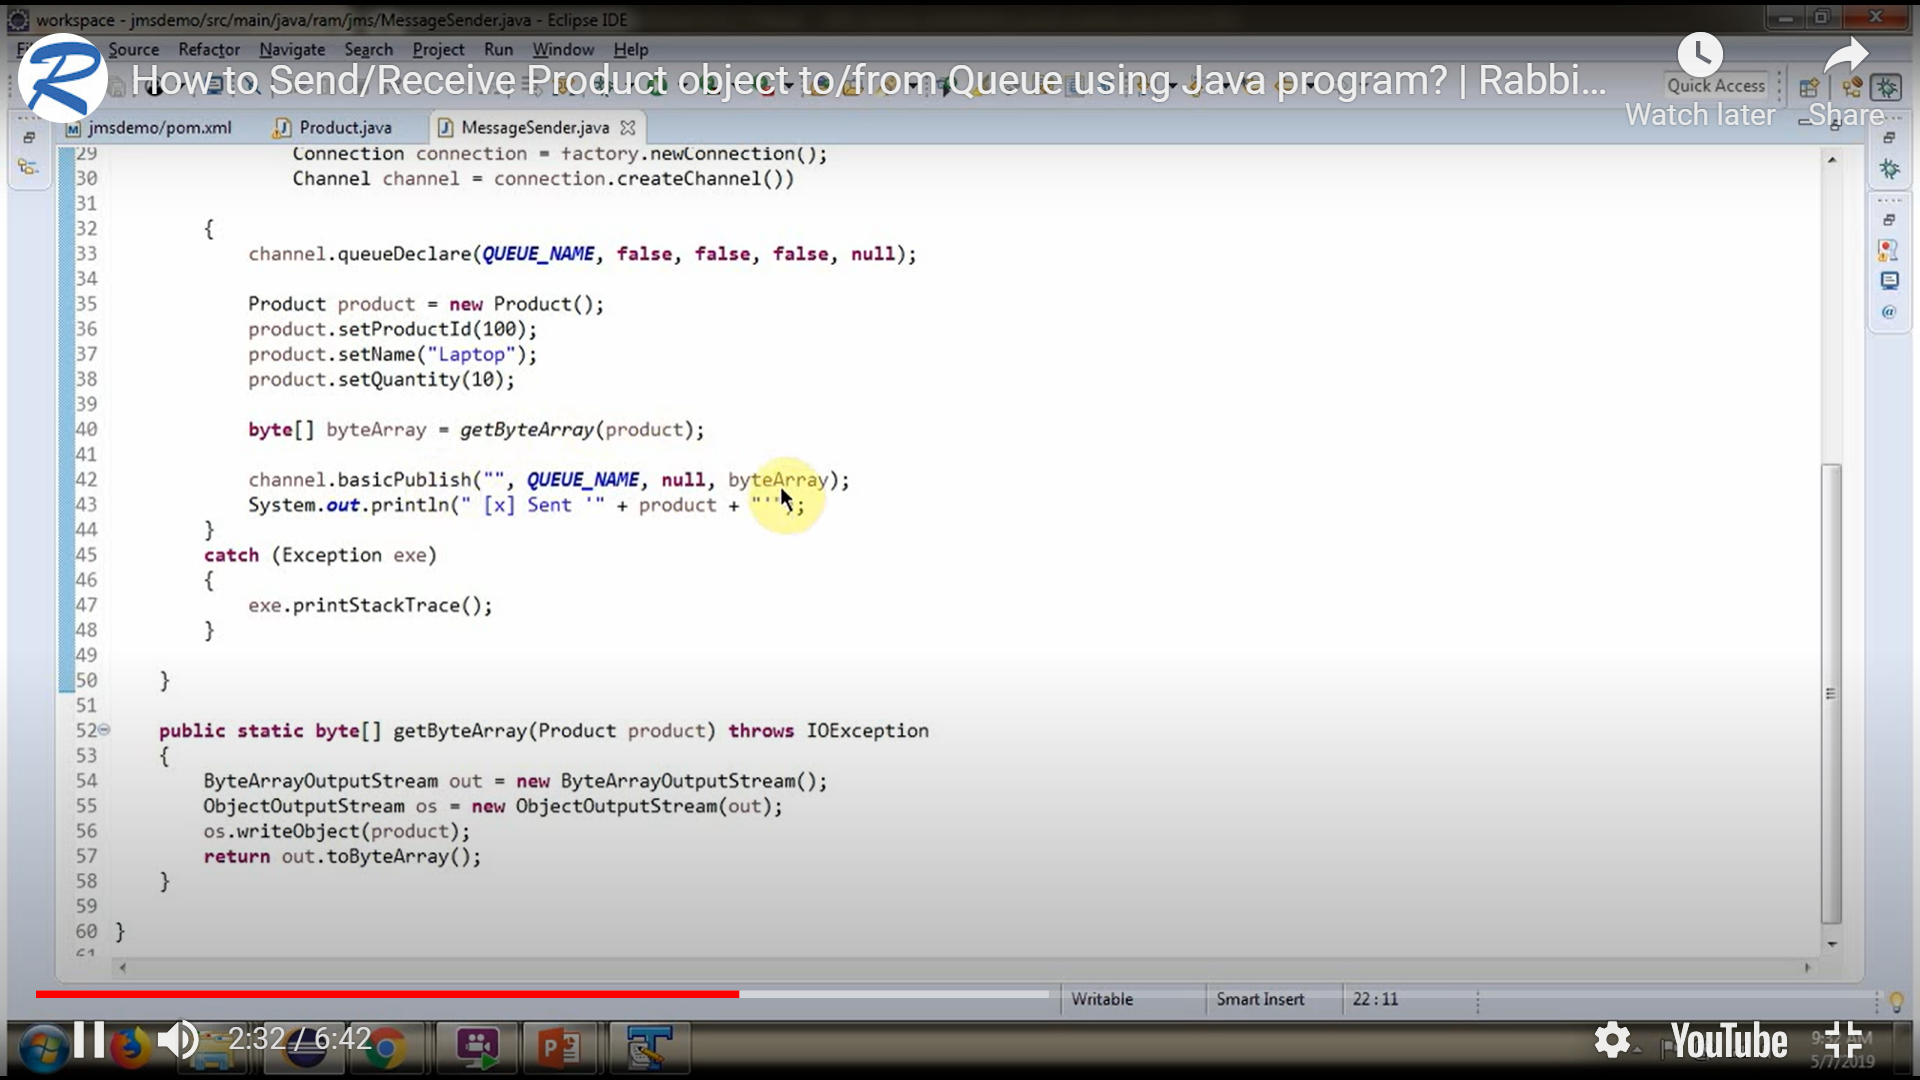 workspace - jmsdemo/src/main/java/ram/jms/MessageSender.java - Eclipse IDE
Source Refactor Navigate Search Project Run Window Help
How to Send/Receive Product object to/from Queue using Java program? | Rabbi...
Quick Access
Watch later
Share
jmsdemo/pom.xml Product.java MessageSender.java
29 Connection connection = factory.newConnection();
30 Channel channel = connection.createChannel())
31
32 {
33 channel.queueDeclare(QUEUE_NAME, false, false, false, null);
34
35 Product product = new Product();
36 product.setProductId(100);
37 product.setName("Laptop");
38 product.setQuantity(10);
39
40 byte[] byteArray = getByteArray(product);
41
42 channel.basicPublish("", QUEUE_NAME, null, byteArray);
43 System.out.println(" [x] Sent '" + product + "'");
44 }
45 catch (Exception exe)
46 {
47 exe.printStackTrace();
48 }
49
50 }
51
52 public static byte[] getByteArray(Product product) throws IOException
53 {
54 ByteArrayOutputStream out = new ByteArrayOutputStream();
55 ObjectOutputStream os = new ObjectOutputStream(out);
56 os.writeObject(product);
57 return out.toByteArray();
58 }
59
60 }
61
Writable Smart Insert 22 : 11
2:32 / 6:42
YouTube
5/7/2019